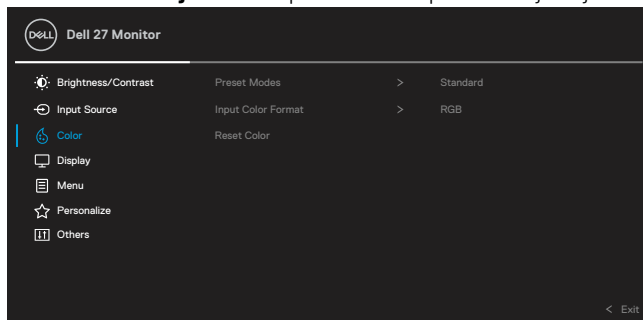 DELL Dell 27 Monitor
Brightness/Contrast Preset Modes > Standard
Input Source Input Color Format > RGB
Color Reset Color
Display
Menu
Personalize
Others
< Exit